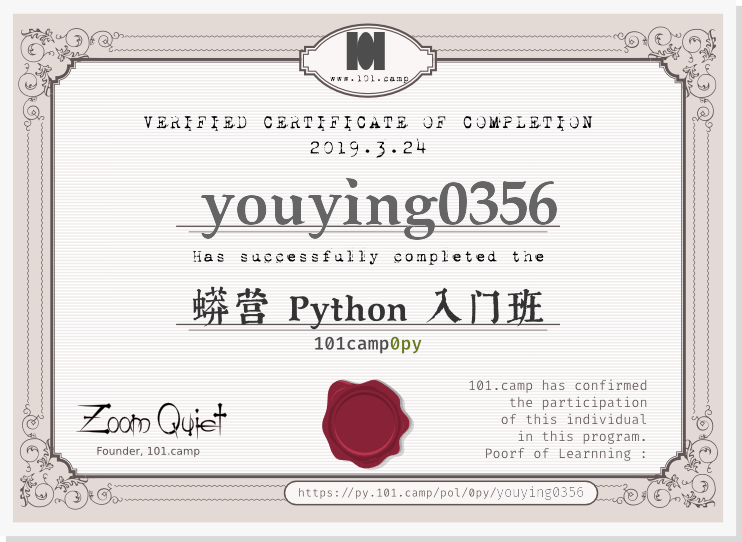 101
www.101.camp
VERIFIED CERTIFICATE OF COMPLETION
2019.3.24
youying0356
Has successfully completed the
蟒营 Python 入门班
101camp0py
Zoom Quiet
Founder, 101.camp
101.camp has confirmed
the participation
of this individual
in this program.
Poorf of Learnning :
https://py.101.camp/pol/0py/youying0356